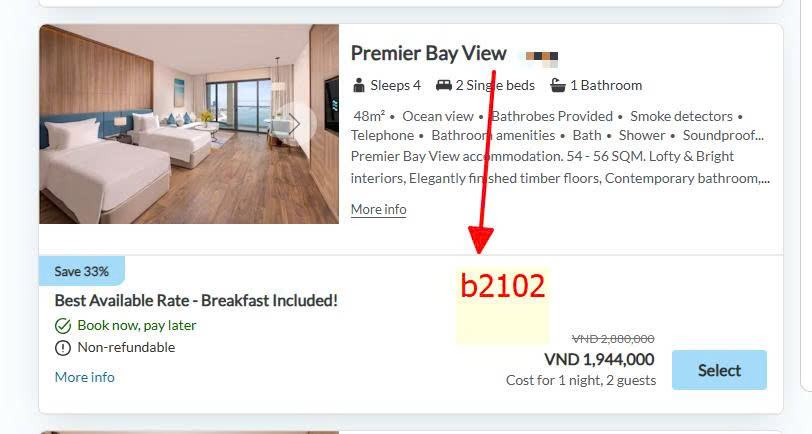 Premier Bay View
Sleeps 4 2 Single beds 1 Bathroom
48m² • Ocean view • Bathrobes Provided • Smoke detectors •
Telephone • Bathroom amenities • Bath • Shower • Soundproof...
Premier Bay View accommodation. 54 - 56 SQM. Lofty & Bright
interiors, Elegantly finished timber floors, Contemporary bathroom,...
More info
Save 33%
Best Available Rate - Breakfast Included!
Book now, pay later
Non-refundable
More info
b2102
VND 2,880,000
VND 1,944,000
Cost for 1 night, 2 guests
Select